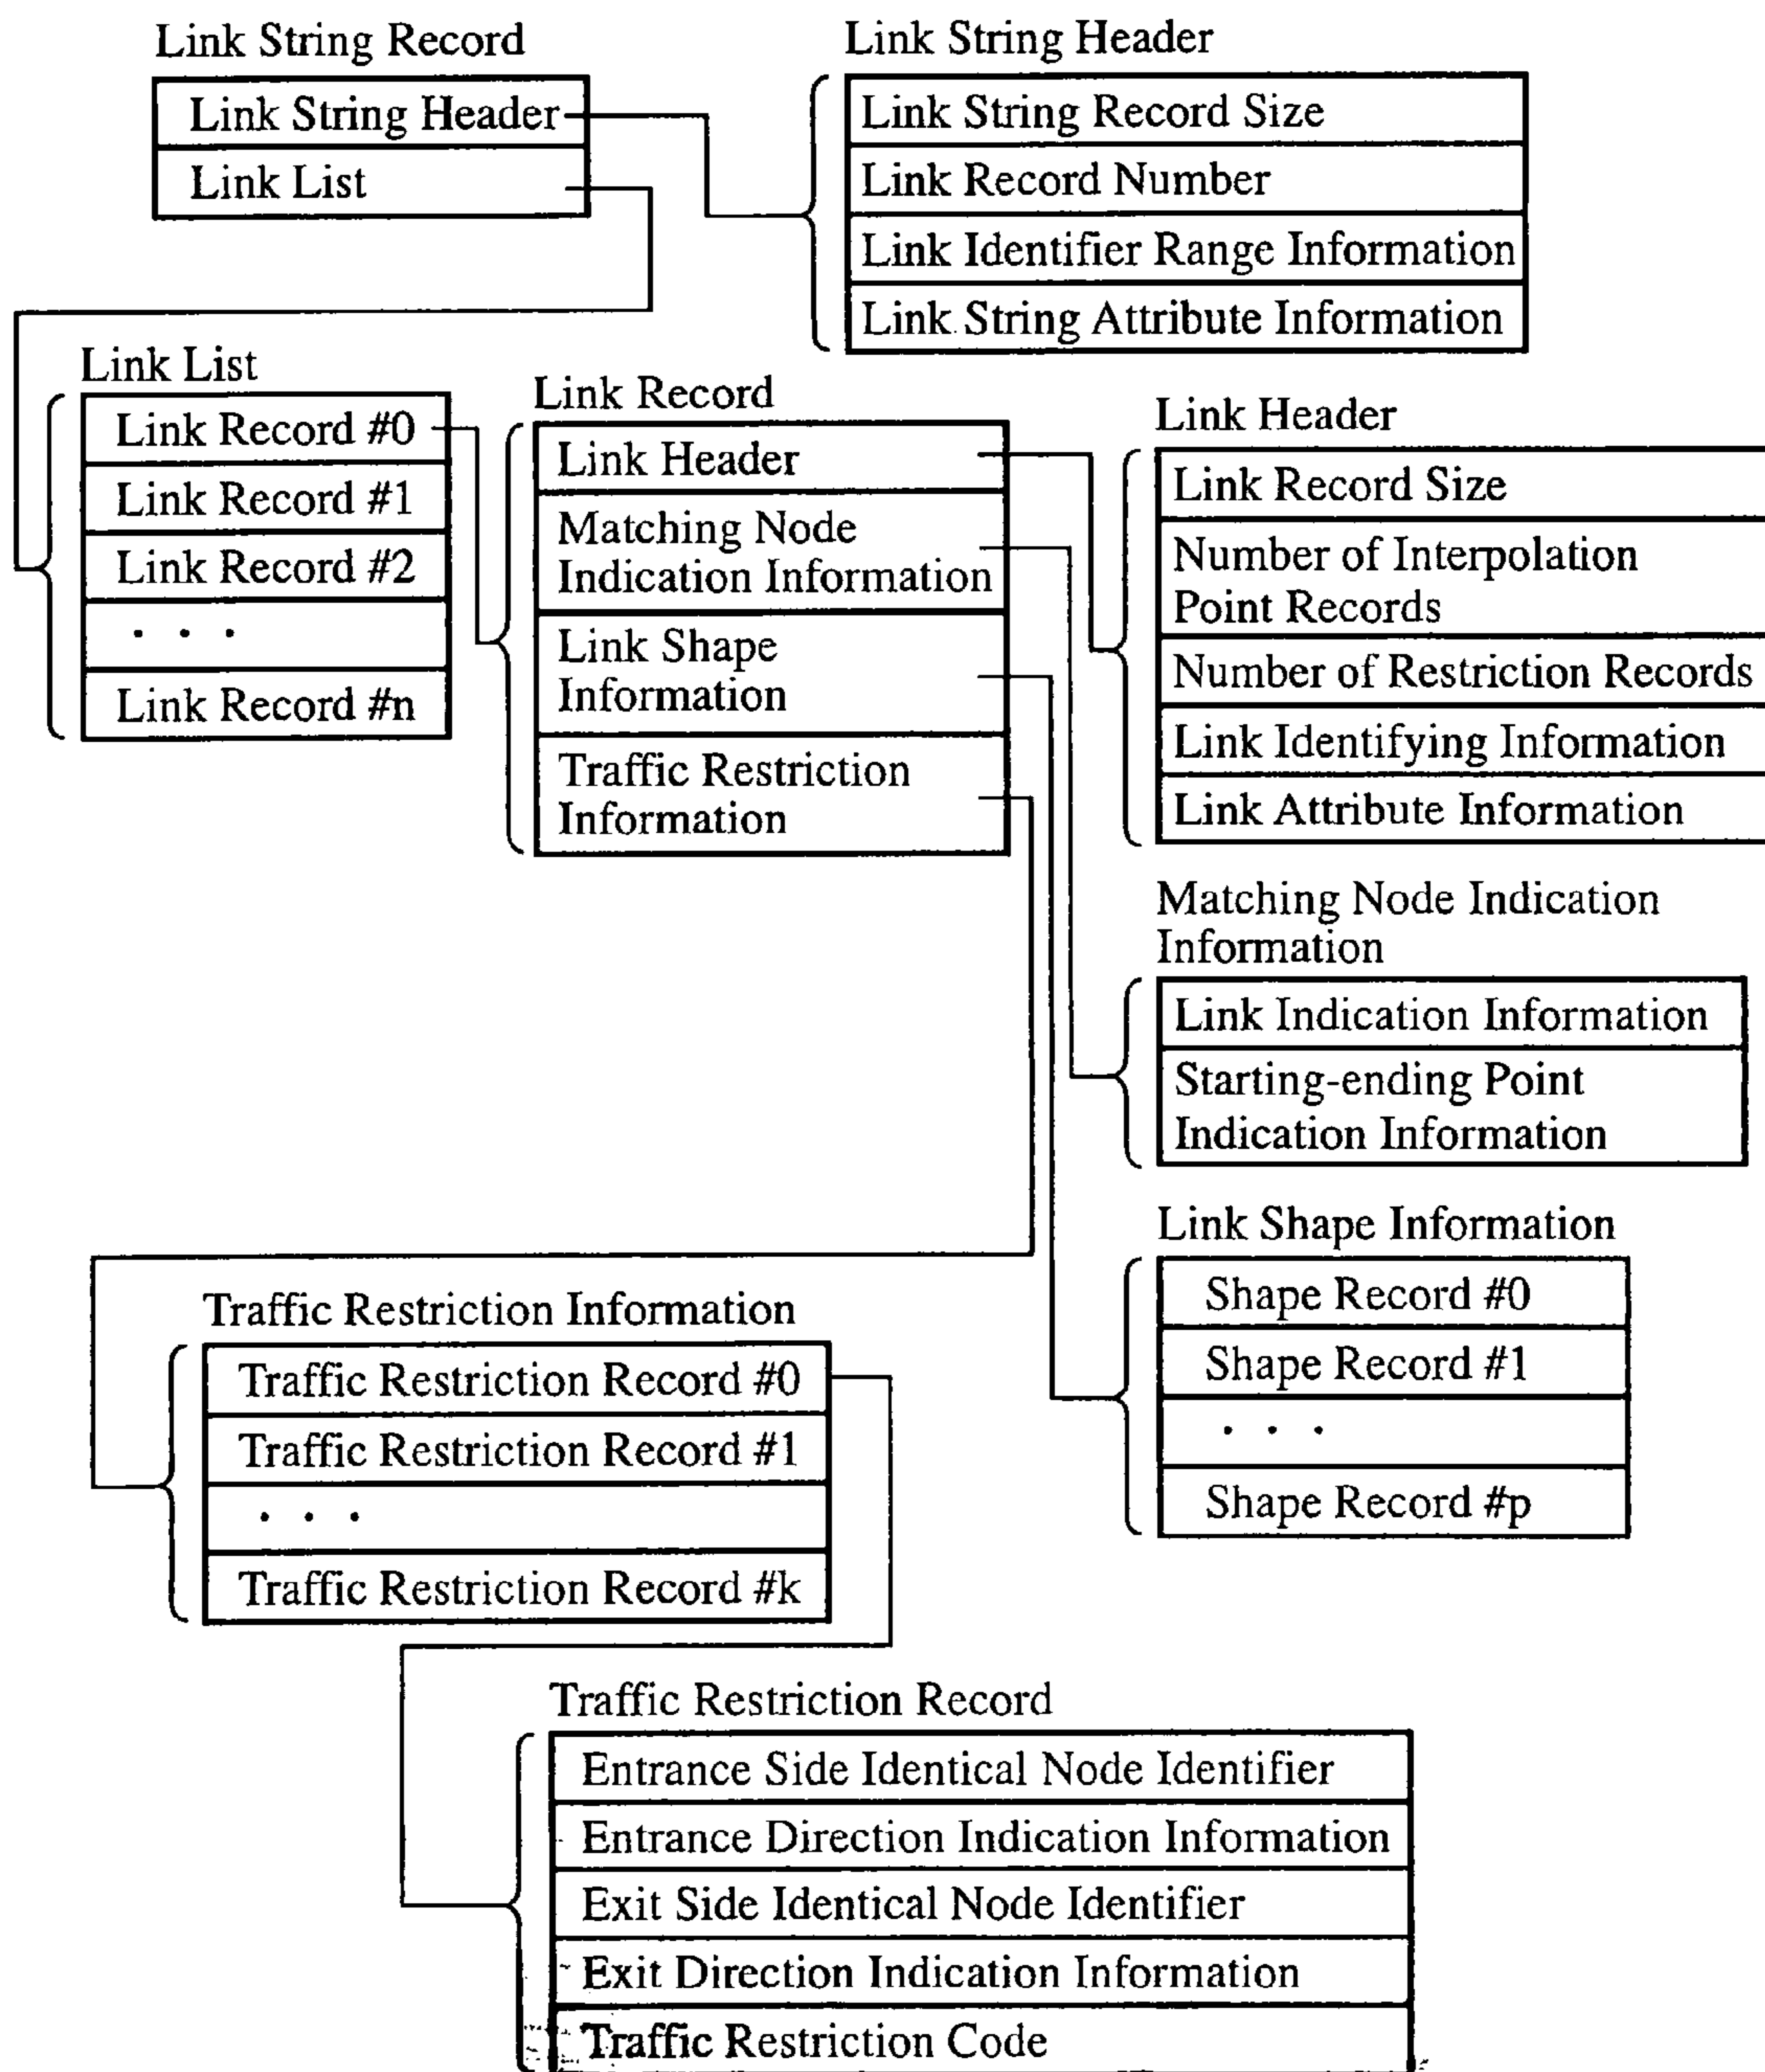 Link String Record
Link String Header
Link List
Link String Header
Link String Record Size
Link Record Number
Link Identifier Range Information
Link String Attribute Information
Link List
Link Record #0
Link Record #1
Link Record #2
· · ·
Link Record #n
Link Record
Link Header
Matching Node
Indication Information
Link Shape
Information
Traffic Restriction
Information
Link Header
Link Record Size
Number of Interpolation
Point Records
Number of Restriction Records
Link Identifying Information
Link Attribute Information
Matching Node Indication
Information
Link Indication Information
Starting-ending Point
Indication Information
Link Shape Information
Shape Record #0
Shape Record #1
· · ·
Shape Record #p
Traffic Restriction Information
Traffic Restriction Record #0
Traffic Restriction Record #1
· · ·
Traffic Restriction Record #k
Traffic Restriction Record
Entrance Side Identical Node Identifier
Entrance Direction Indication Information
Exit Side Identical Node Identifier
Exit Direction Indication Information
Traffic Restriction Code